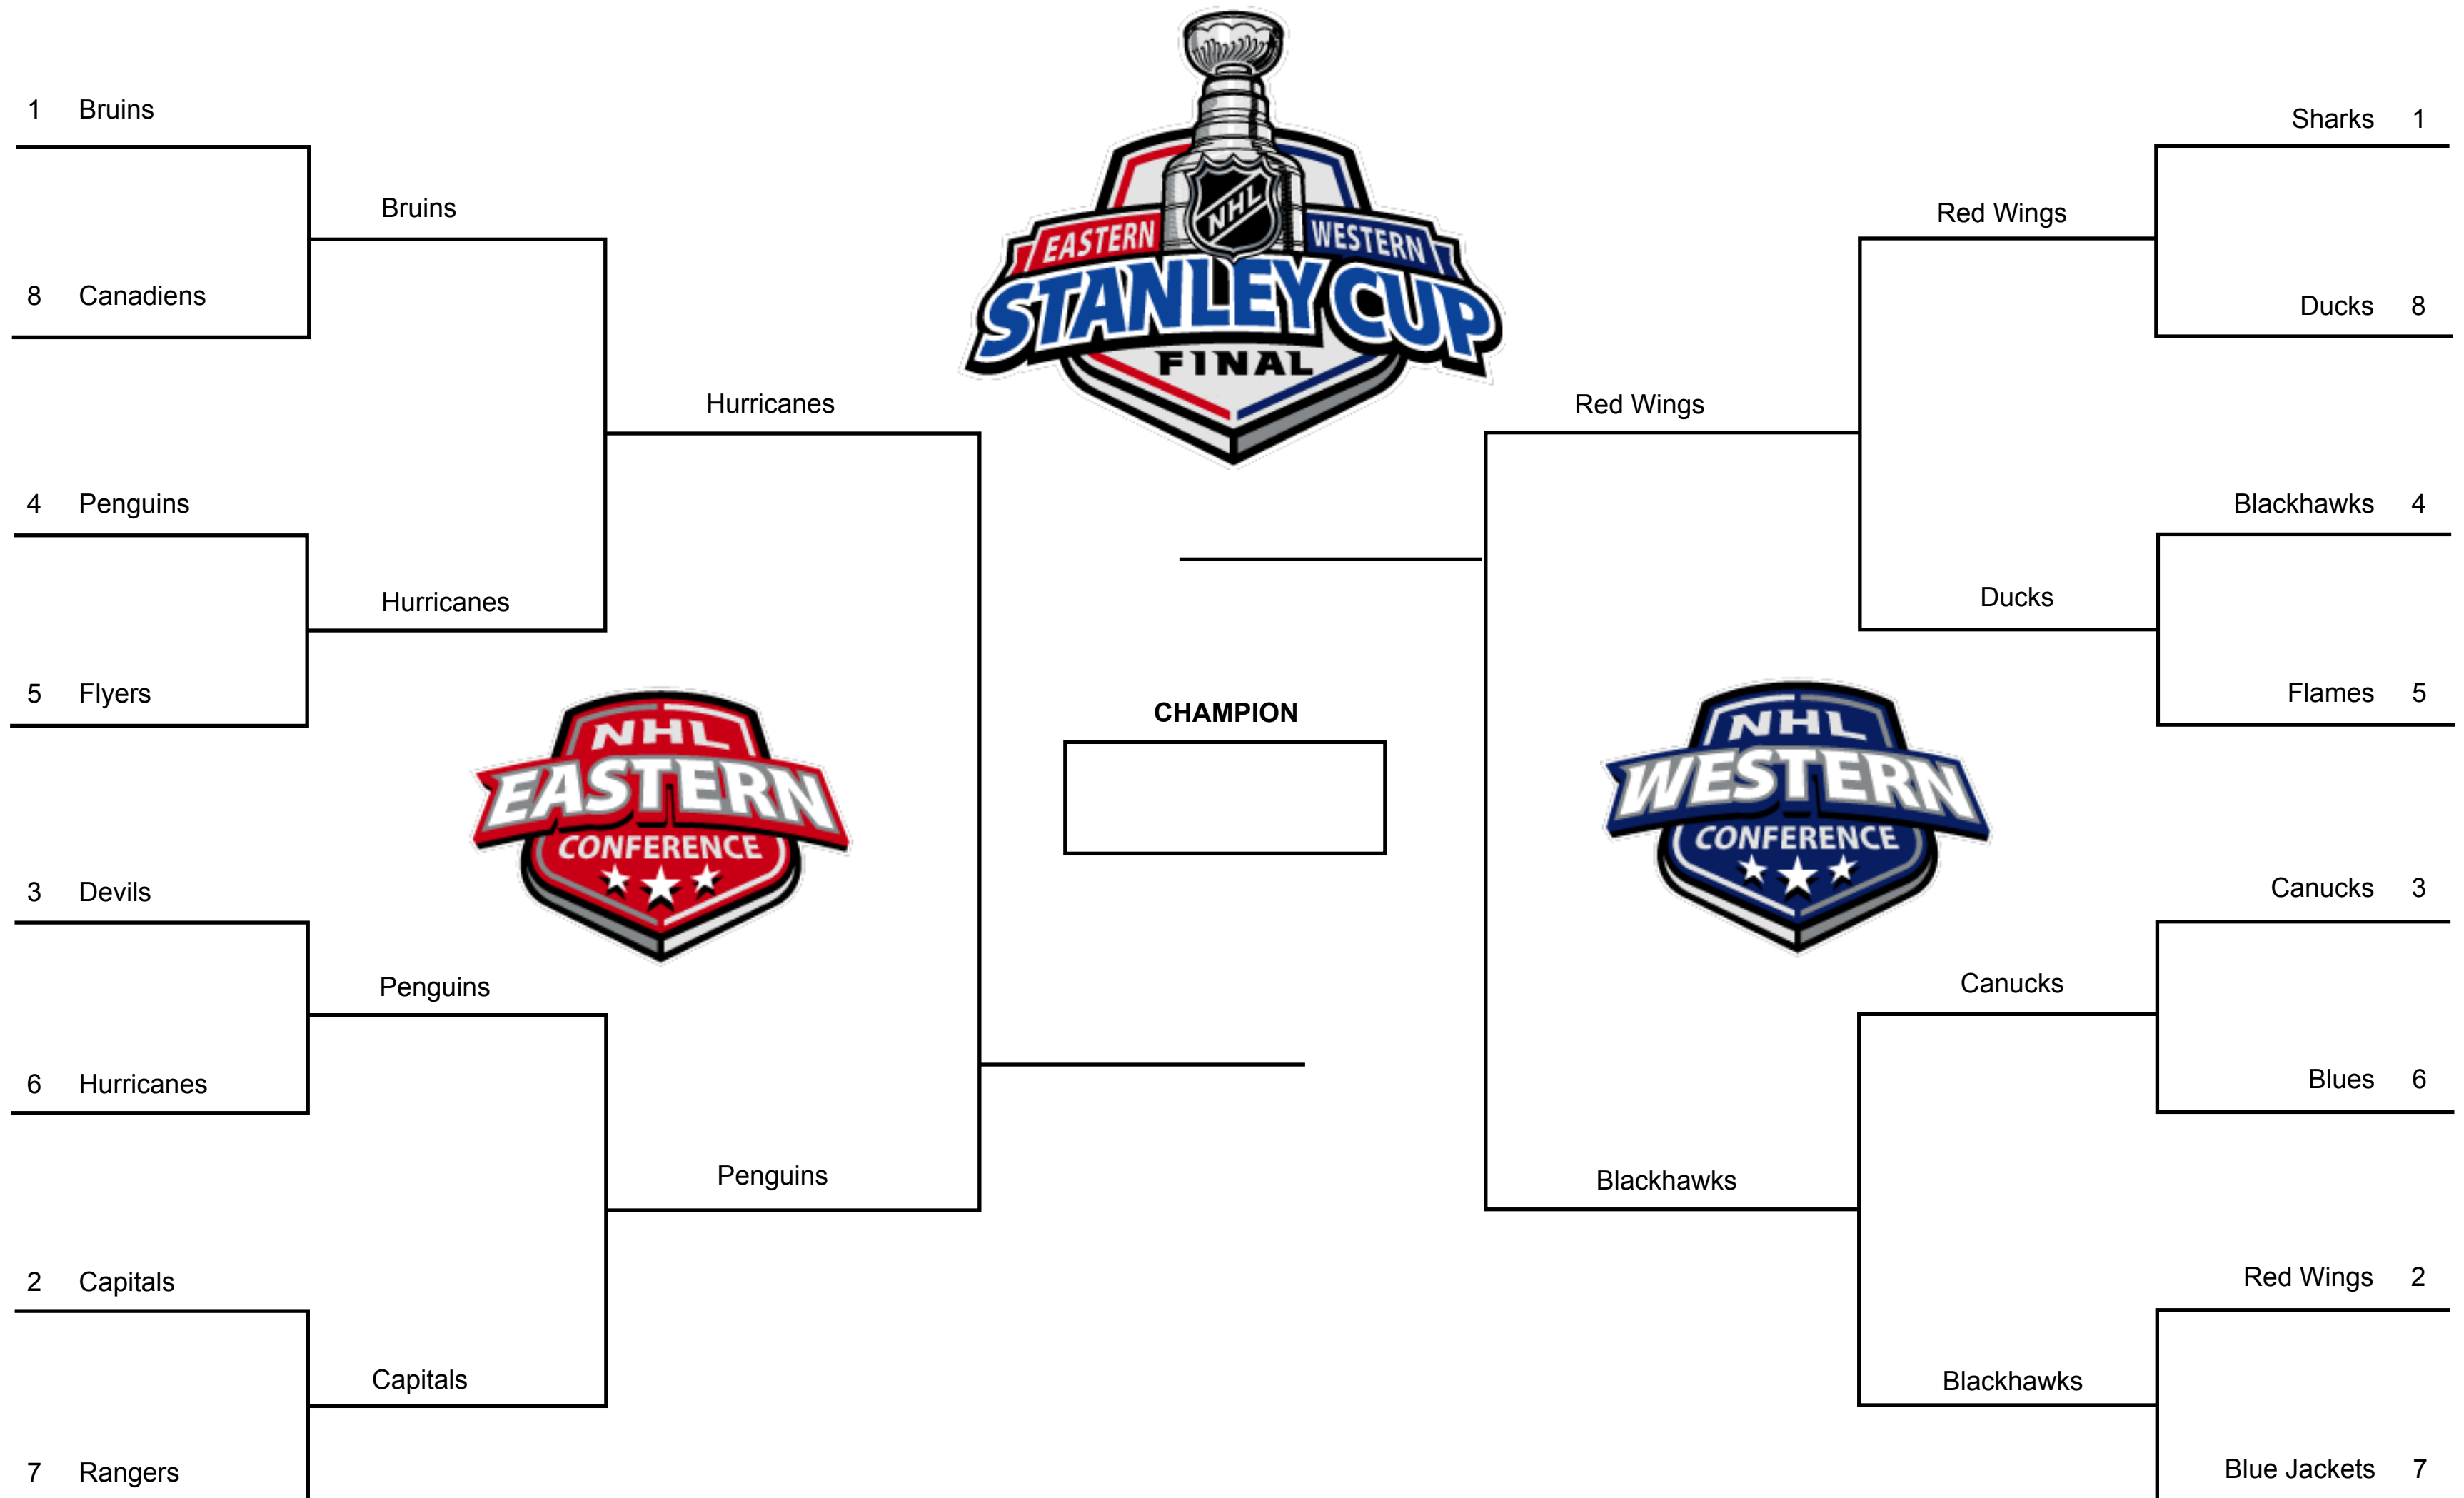 1 Bruins
8 Canadiens
4 Penguins
5 Flyers
3 Devils
6 Hurricanes
2 Capitals
7 Rangers
Bruins
Hurricanes
Penguins
Capitals
Hurricanes
Penguins
NHL
EASTERN
CONFERENCE
NHL
EASTERN WESTERN
STANLEY CUP
FINAL
CHAMPION
NHL
WESTERN
CONFERENCE
Red Wings
Blackhawks
Red Wings
Ducks
Canucks
Blackhawks
Sharks 1
Ducks 8
Blackhawks 4
Flames 5
Canucks 3
Blues 6
Red Wings 2
Blue Jackets 7